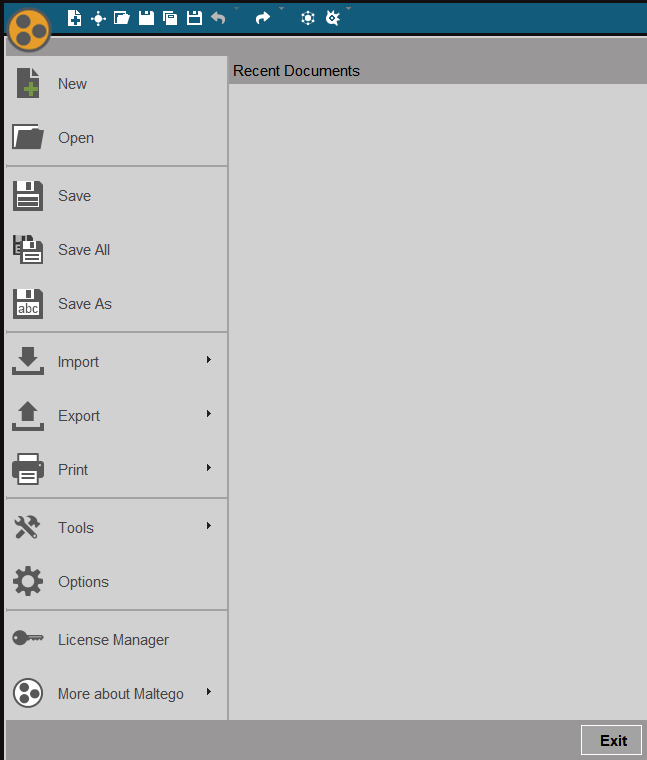 Recent Documents
New
Open
Save
Save All
abc
Save As
Import
Export
Print
Tools
Options
License Manager
More about Maltego
Exit